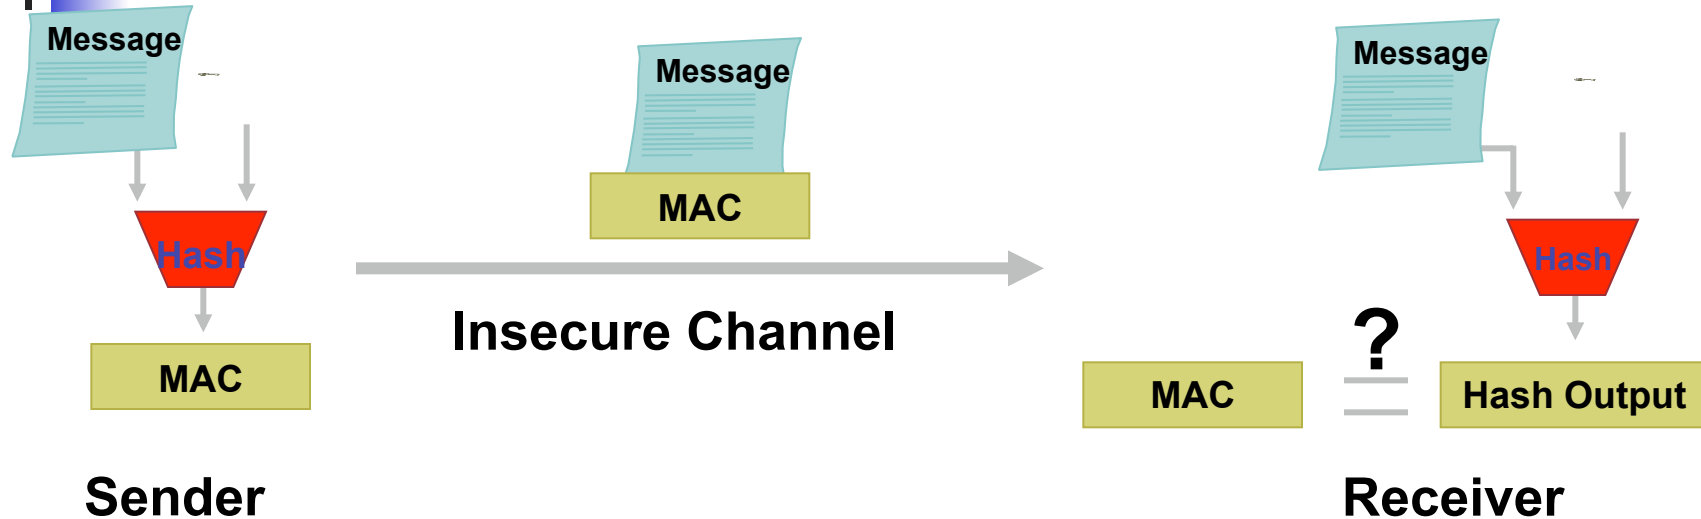 Message
Hash
MAC
Sender
Message
MAC
Insecure Channel
Message
Hash
?
MAC
Hash Output
Receiver